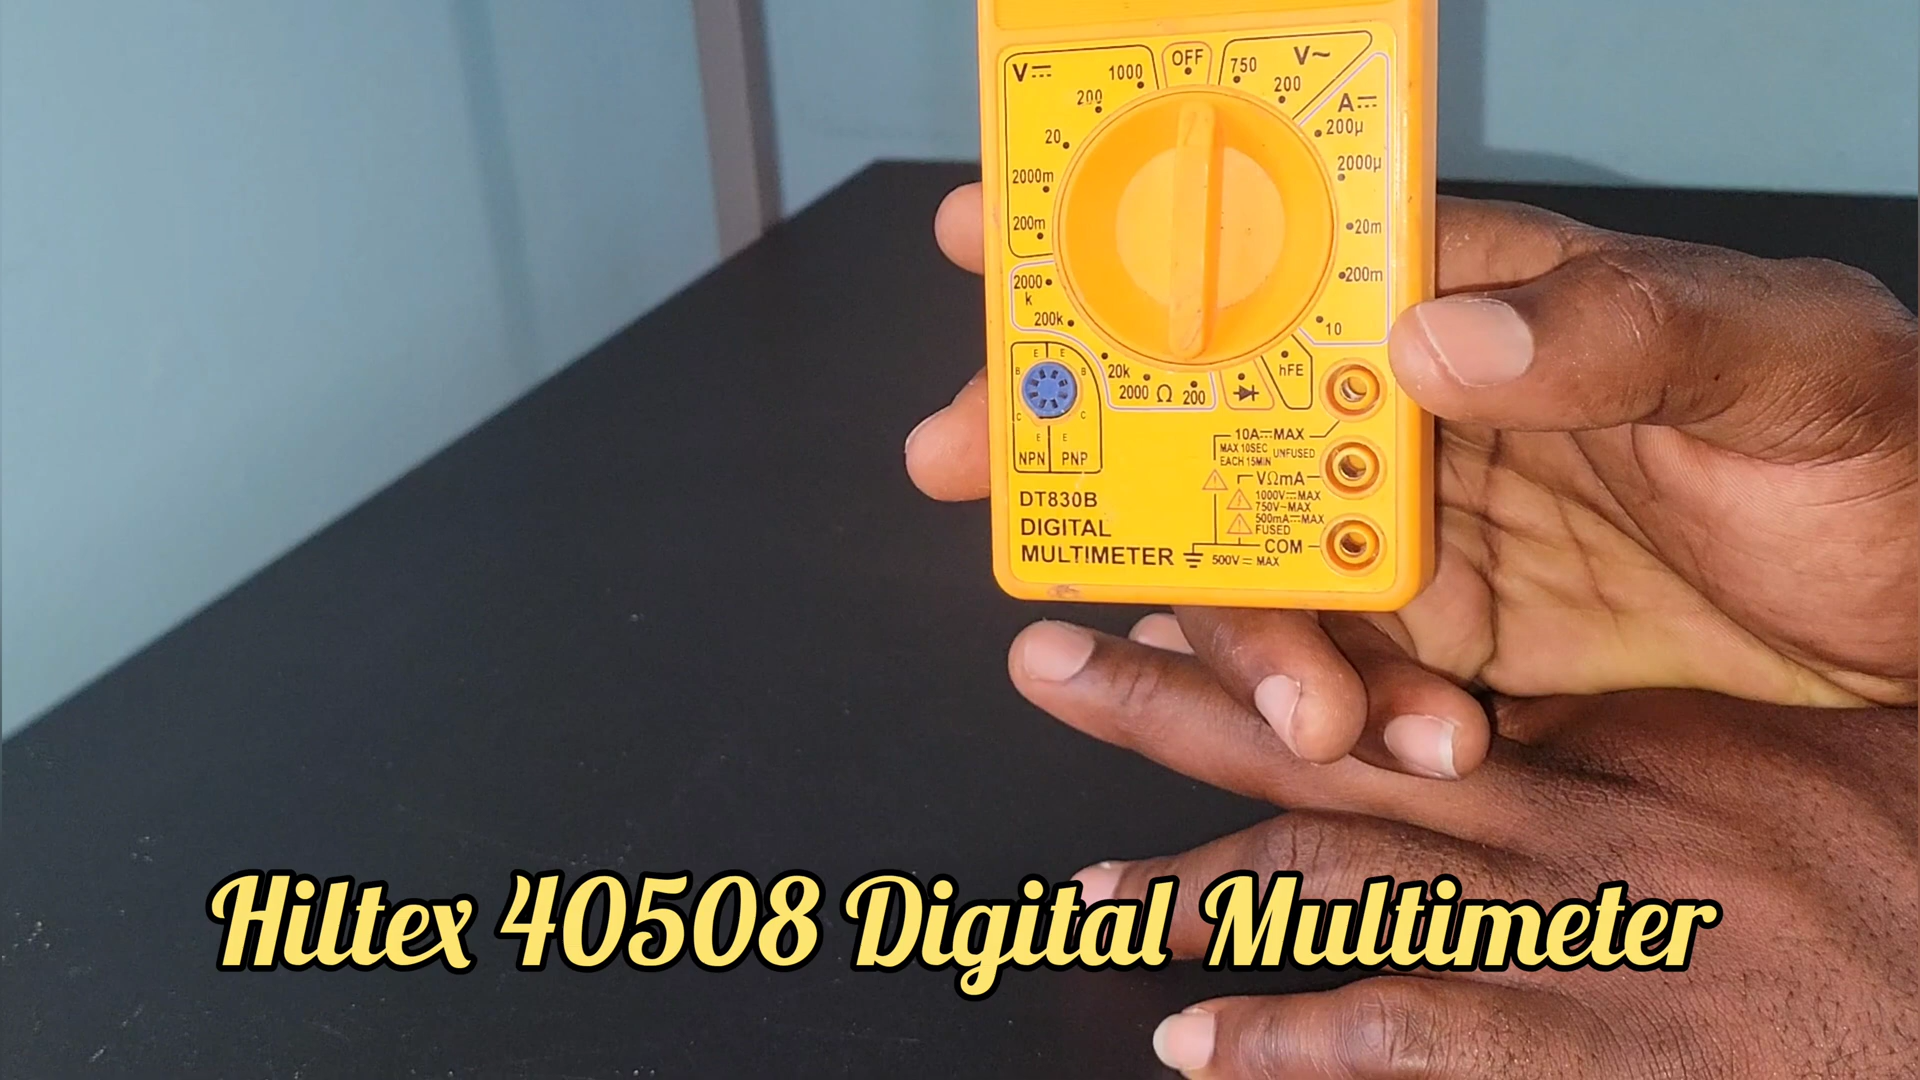 V⎓
1000
OFF
750
V~
200
200
A⎓
20
200µ
2000m
2000µ
200m
20m
2000
k
200m
200k
10
20k
hFE
2000 Ω 200
E E
B B
C C
E E
NPN PNP
10A⎓MAX
MAX 10SEC UNFUSED
EACH 15MIN
VΩmA
1000V⎓MAX
750V~MAX
500mA⎓MAX
FUSED
COM
500V⎓ MAX
DT830B
DIGITAL
MULTIMETER
Hiltex 40508 Digital Multimeter